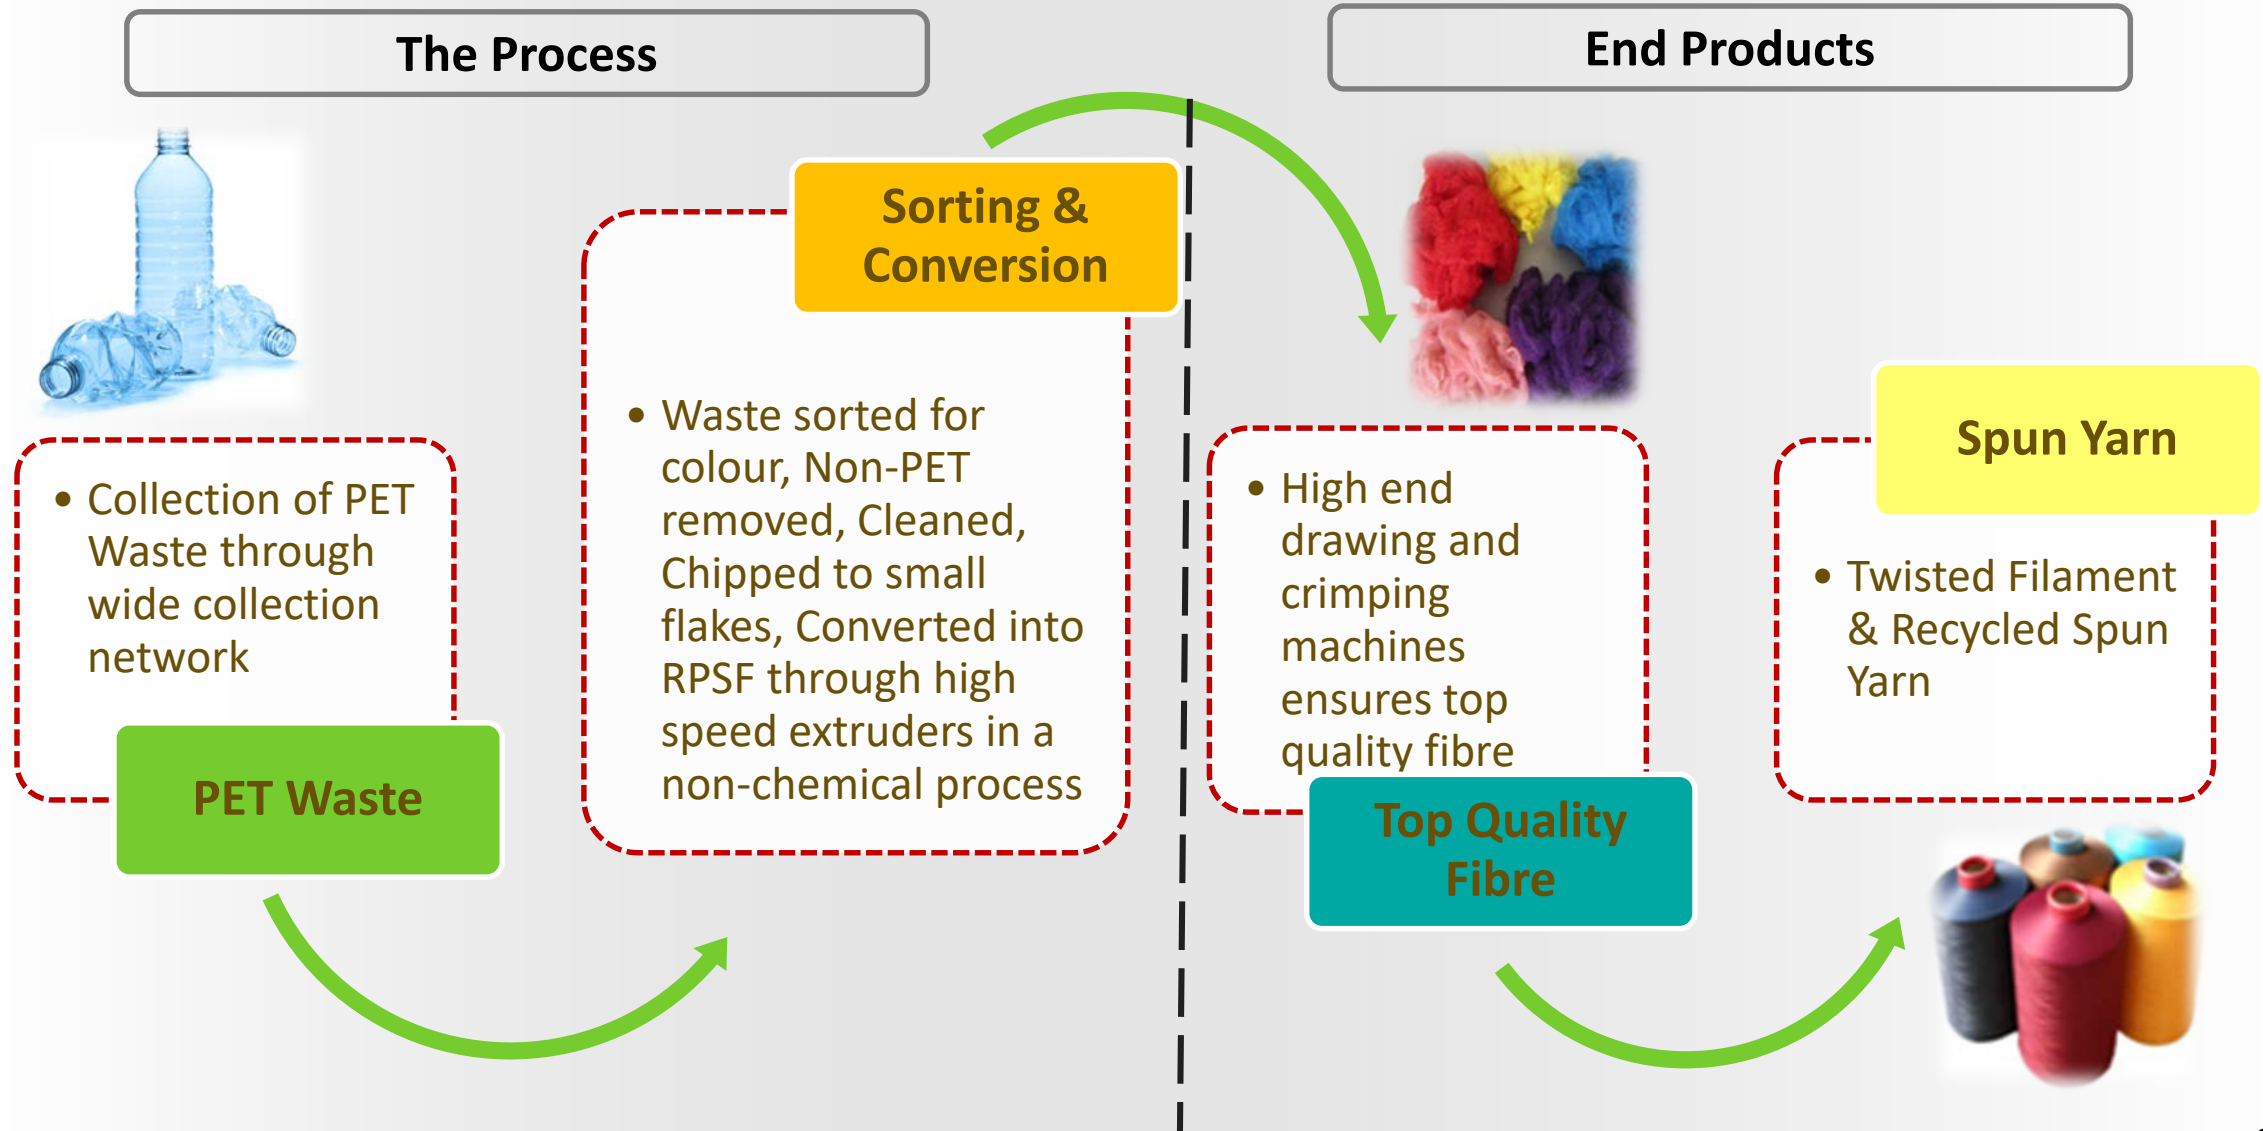 The Process
• Collection of PET
Waste through
wide collection
network
PET Waste
Sorting &
Conversion
• Waste sorted for
colour, Non-PET
removed, Cleaned,
Chipped to small
flakes, Converted into
RPSF through high
speed extruders in a
non-chemical process
End Products
• High end
drawing and
crimping
machines
ensures top
quality fibre
Top Quality
Fibre
Spun Yarn
• Twisted Filament
& Recycled Spun
Yarn